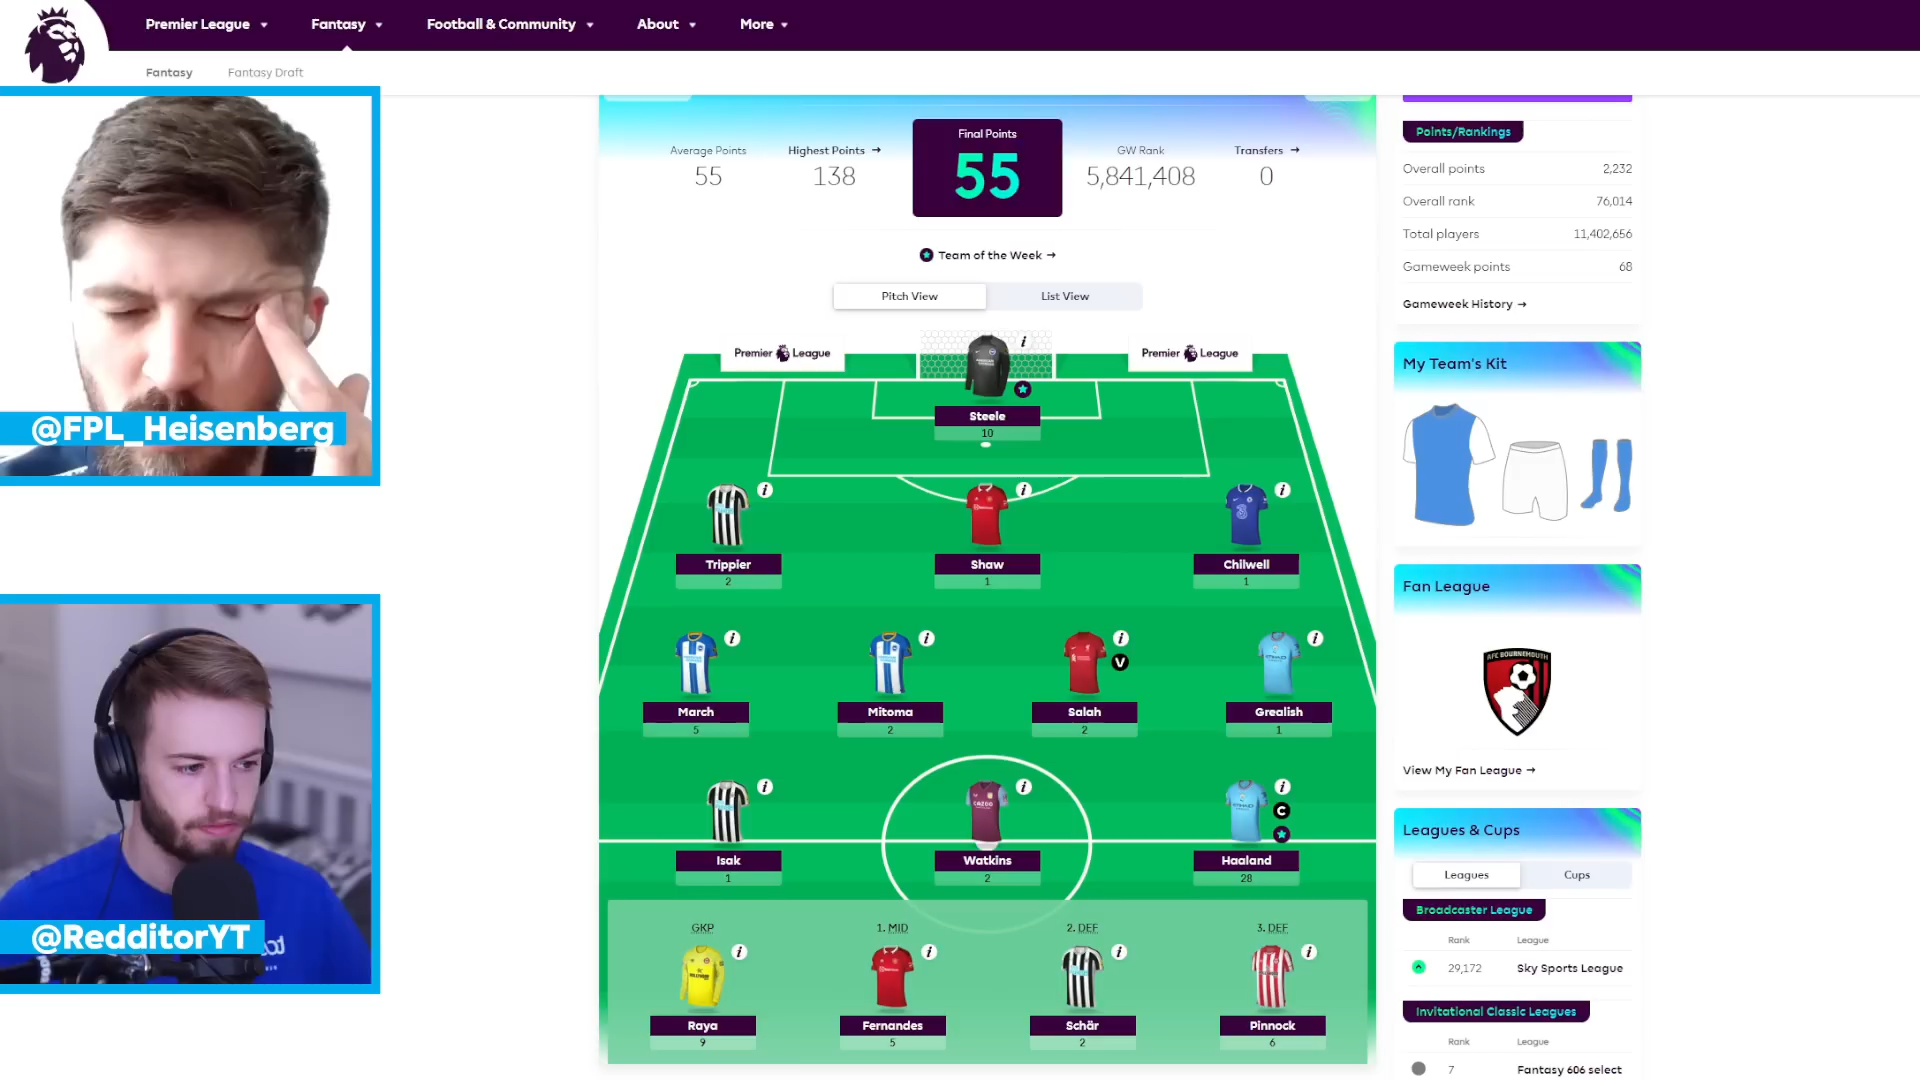 Premier League
Fantasy
Football & Community
About
More
Fantasy
Fantasy Draft
Average Points
55
Highest Points →
138
Final Points
55
GW Rank
5,841,408
Transfers →
0
Team of the Week →
Pitch View
List View
Premier League
Premier League
Steele
10
Trippier
2
Shaw
1
Chilwell
1
March
5
Mitoma
2
V
Salah
2
Grealish
1
Isak
1
Watkins
2
C
Haaland
28
GKP
1. MID
2. DEF
3. DEF
Raya
9
Fernandes
5
Schär
2
Pinnock
6
Points/Rankings
Overall points 2,232
Overall rank 76,014
Total players 11,402,656
Gameweek points 68
Gameweek History →
My Team's Kit
Fan League
AFC BOURNEMOUTH
View My Fan League →
Leagues & Cups
Leagues
Cups
Broadcaster League
Rank League
29,172 Sky Sports League
Invitational Classic Leagues
Rank League
7 Fantasy 606 select
@FPL_Heisenberg
@RedditorYT